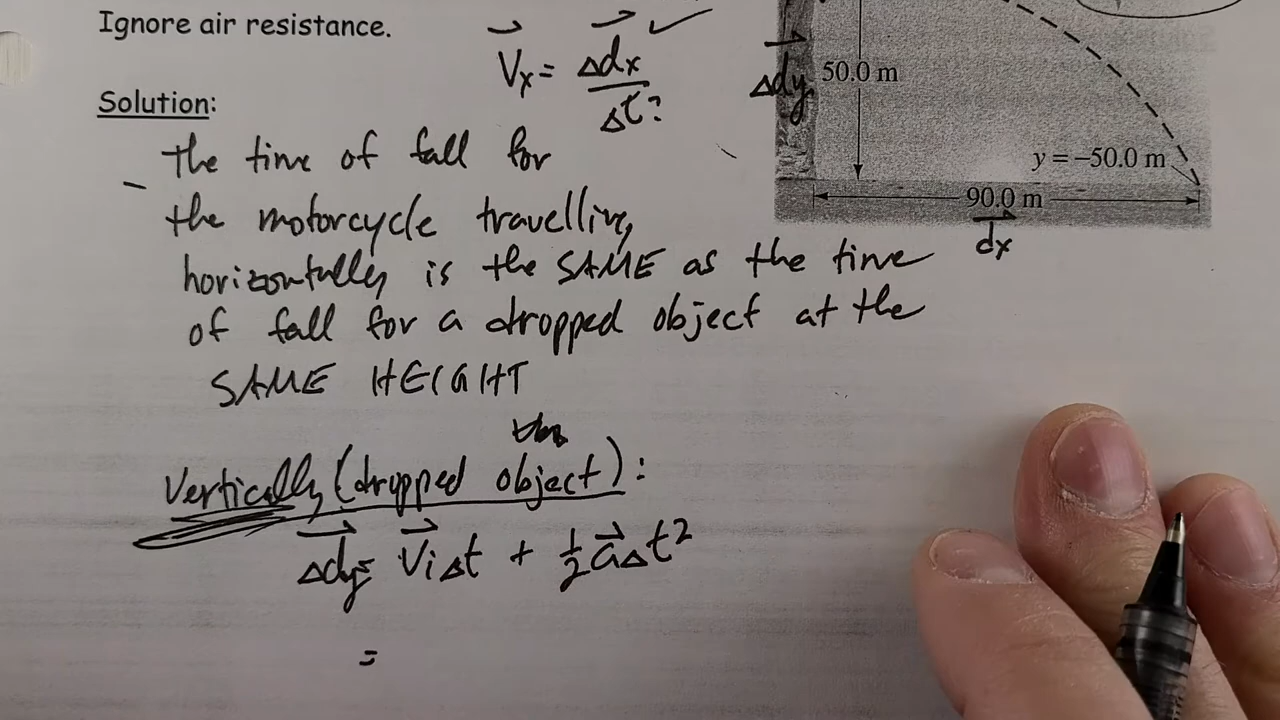 Ignore air resistance.
Vx = Δdx / Δt?
Solution:
The time of fall for
the motorcycle travelling
horizontally is the SAME as the time
of fall for a dropped object at the
SAME HEIGHT
Vertically (dropped object):
Δdy = ViΔt + 1/2 aΔt²
=
Δdy
50.0 m
y = −50.0 m
90.0 m
dx